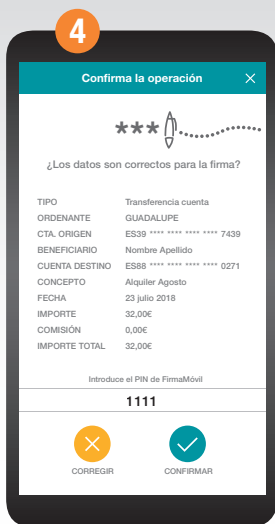 4
Confirma la operación
***
¿Los datos son correctos para la firma?
TIPO Transferencia cuenta
ORDENANTE GUADALUPE
CTA. ORIGEN ES39 **** **** **** **** 7439
BENEFICIARIO Nombre Apellido
CUENTA DESTINO ES88 **** **** **** **** 0271
CONCEPTO Alquiler Agosto
FECHA 23 julio 2018
IMPORTE 32,00€
COMISIÓN 0,00€
IMPORTE TOTAL 32,00€
Introduce el PIN de FirmaMóvil
1111
CORREGIR CONFIRMAR